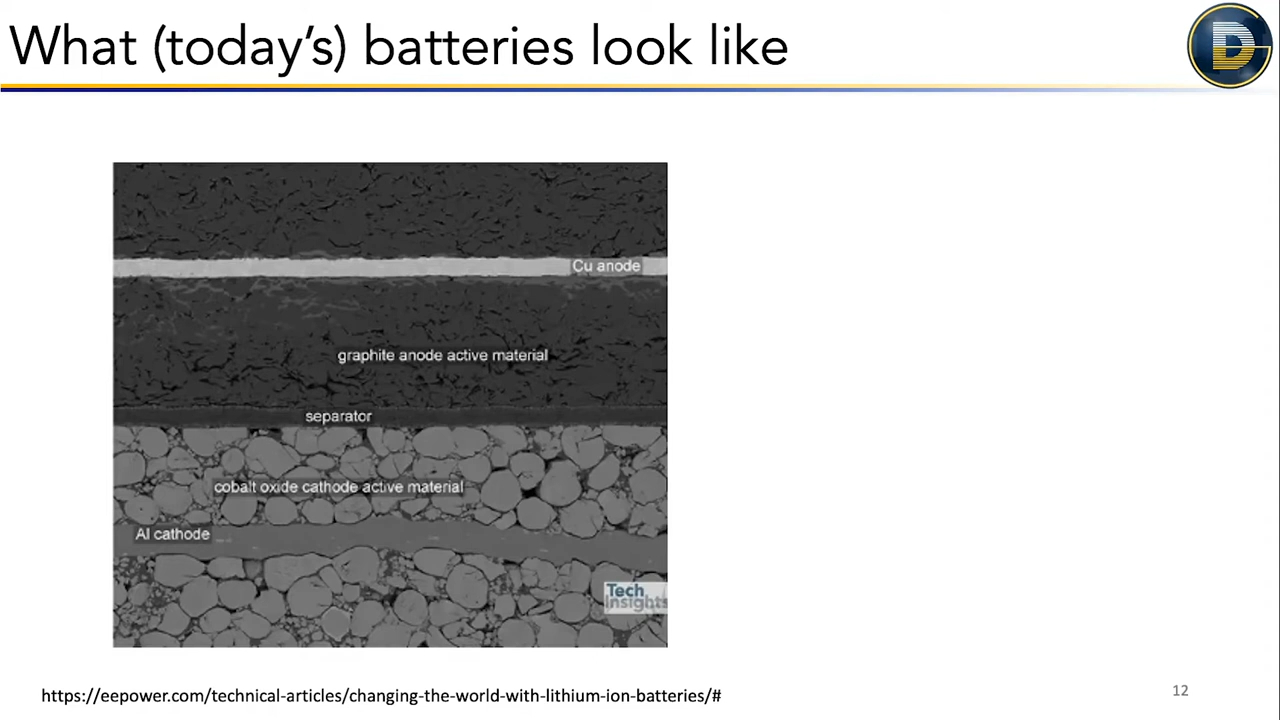 What (today's) batteries look like
Cu anode
graphite anode active material
separator
cobalt oxide cathode active material
Al cathode
Tech
Insights
https://eepower.com/technical-articles/changing-the-world-with-lithium-ion-batteries/#
12